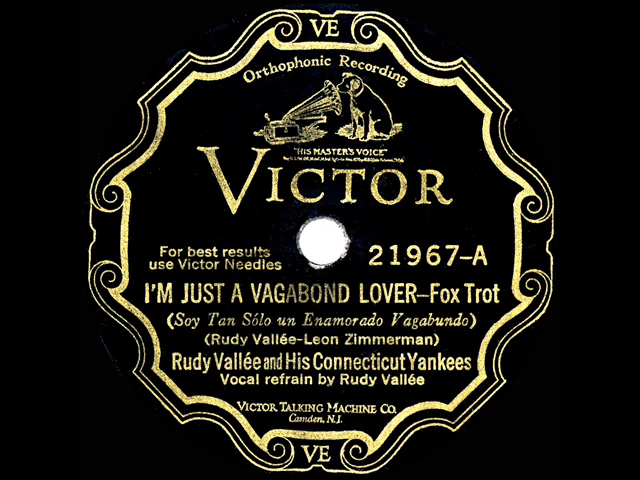 VE
Orthophonic Recording
"HIS MASTER'S VOICE"
VICTOR
For best results
use Victor Needles
21967-A
I'M JUST A VAGABOND LOVER—Fox Trot
(Soy Tan Sólo un Enamorado Vagabundo)
(Rudy Vallée-Leon Zimmerman)
Rudy Vallée and His Connecticut Yankees
Vocal refrain by Rudy Vallée
VICTOR TALKING MACHINE CO.
Camden, N.J.
VE